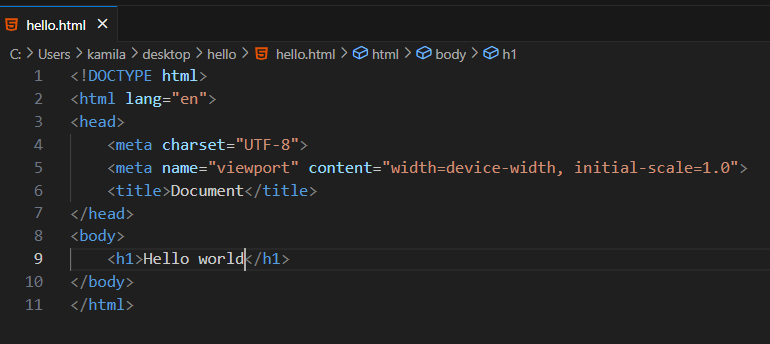 hello.html
C: > Users > kamila > desktop > hello > hello.html > html > body > h1
1 <!DOCTYPE html>
2 <html lang="en">
3 <head>
4     <meta charset="UTF-8">
5     <meta name="viewport" content="width=device-width, initial-scale=1.0">
6     <title>Document</title>
7 </head>
8 <body>
9     <h1>Hello world</h1>
10 </body>
11 </html>